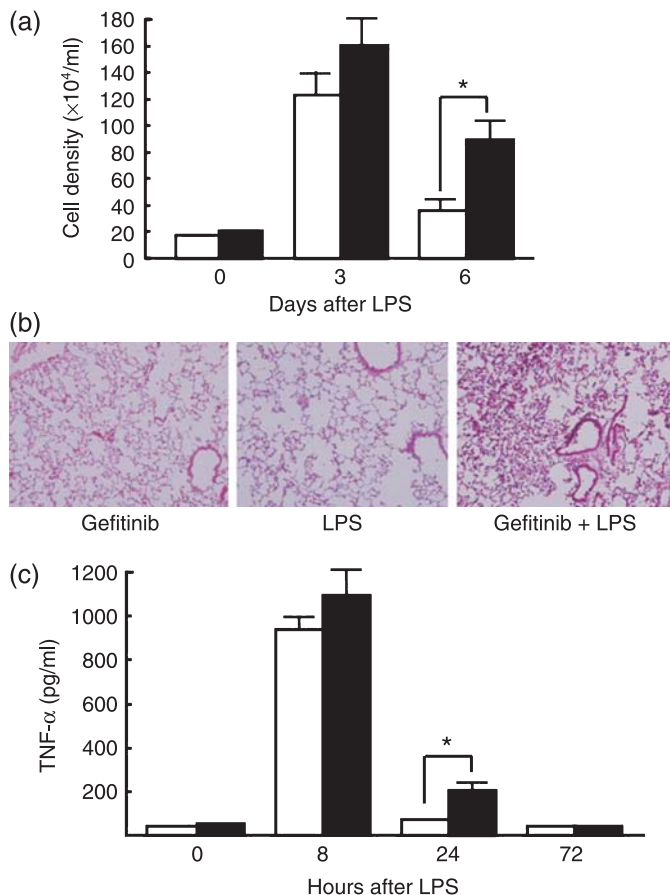 (a)
180
160
140
120
100
80
60
40
20
0
Cell density (×10⁴/ml)
*
0 3 6
Days after LPS
(b)
Gefitinib LPS Gefitinib + LPS
(c)
1200
1000
800
600
400
200
TNF-α (pg/ml)
*
0 8 24 72
Hours after LPS